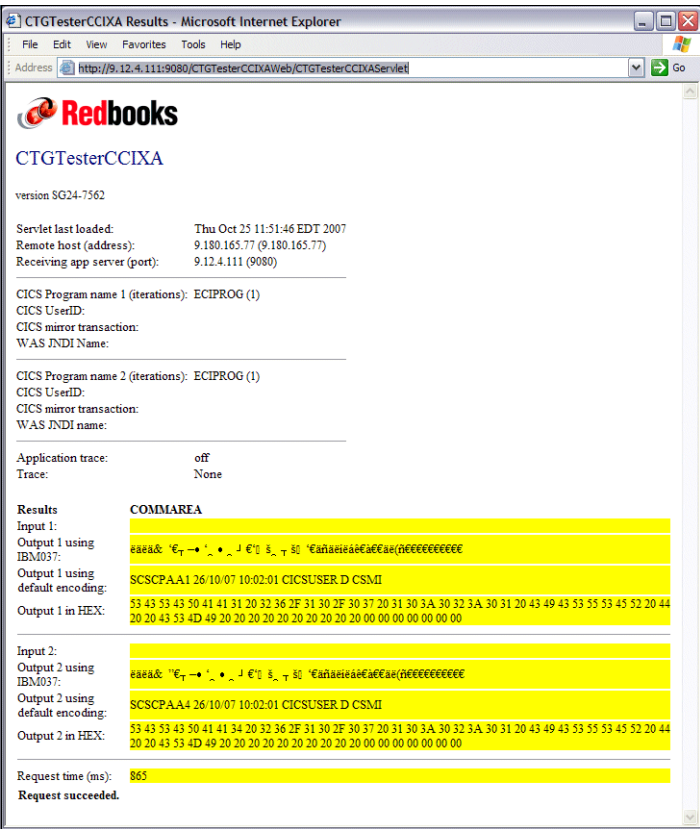 CTGTesterCCIXA Results - Microsoft Internet Explorer
File Edit View Favorites Tools Help
Address http://9.12.4.111:9080/CTGTesterCCIXAWeb/CTGTesterCCIXAServlet Go
Redbooks
CTGTesterCCIXA
version SG24-7562
Servlet last loaded: Thu Oct 25 11:51:46 EDT 2007
Remote host (address): 9.180.165.77 (9.180.165.77)
Receiving app server (port): 9.12.4.111 (9080)
CICS Program name 1 (iterations): ECIPROG (1)
CICS UserID:
CICS mirror transaction:
WAS JNDI Name:
CICS Program name 2 (iterations): ECIPROG (1)
CICS UserID:
CICS mirror transaction:
WAS JNDI name:
Application trace: off
Trace: None
Results COMMAREA
Input 1:
Output 1 using
IBM037:
Output 1 using
default encoding: SCSCPAA1 26/10/07 10:02:01 CICSUSER D CSMI
Output 1 in HEX: 53 43 53 43 50 41 41 31 20 32 36 2F 31 30 2F 30 37 20 31 30 3A 30 32 3A 30 31 20 43 49 43 53 55 53 45 52 20 44
20 20 43 53 4D 49 20 20 20 20 20 20 20 20 20 20 00 00 00 00 00 00 00
Input 2:
Output 2 using
IBM037:
Output 2 using
default encoding: SCSCPAA4 26/10/07 10:02:01 CICSUSER D CSMI
Output 2 in HEX: 53 43 53 43 50 41 41 34 20 32 36 2F 31 30 2F 30 37 20 31 30 3A 30 32 3A 30 31 20 43 49 43 53 55 53 45 52 20 44
20 20 43 53 4D 49 20 20 20 20 20 20 20 20 20 20 00 00 00 00 00 00 00
Request time (ms): 865
Request succeeded.